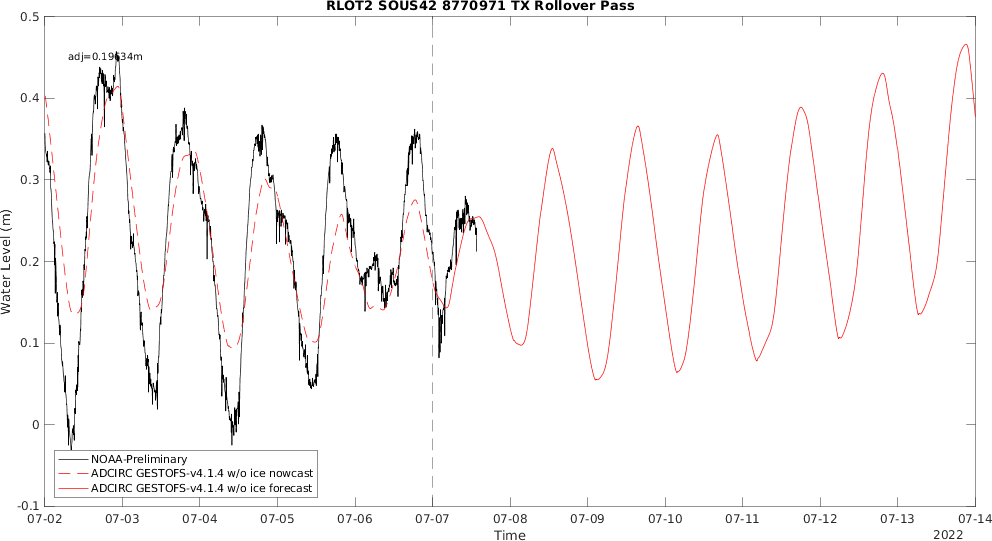 RLOT2 SOUS42 8770971 TX Rollover Pass
0.5
0.4
0.3
0.2
0.1
0
-0.1
Water Level (m)
adj=0.19634m
NOAA-Preliminary
ADCIRC GESTOFS-v4.1.4 w/o ice nowcast
ADCIRC GESTOFS-v4.1.4 w/o ice forecast
07-02 07-03 07-04 07-05 07-06 07-07 07-08 07-09 07-10 07-11 07-12 07-13 07-14
Time
2022